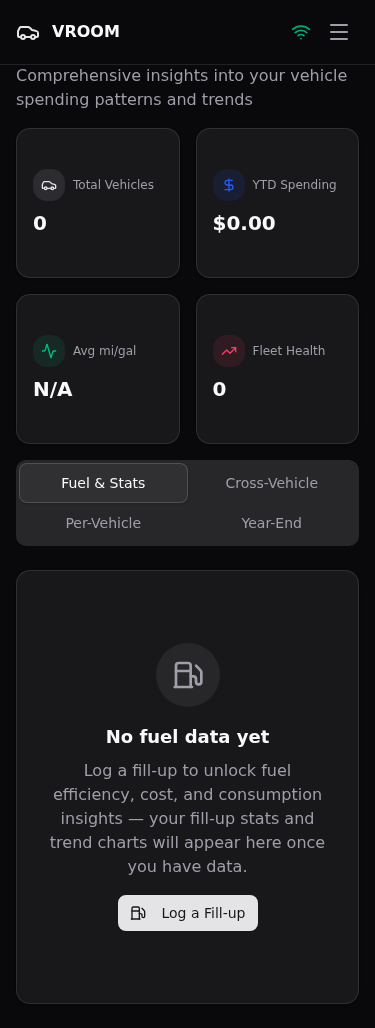 VROOM
Comprehensive insights into your vehicle
spending patterns and trends
Total Vehicles
0
YTD Spending
$0.00
Avg mi/gal
N/A
Fleet Health
0
Fuel & Stats
Cross-Vehicle
Per-Vehicle
Year-End
No fuel data yet
Log a fill-up to unlock fuel
efficiency, cost, and consumption
insights — your fill-up stats and
trend charts will appear here once
you have data.
Log a Fill-up